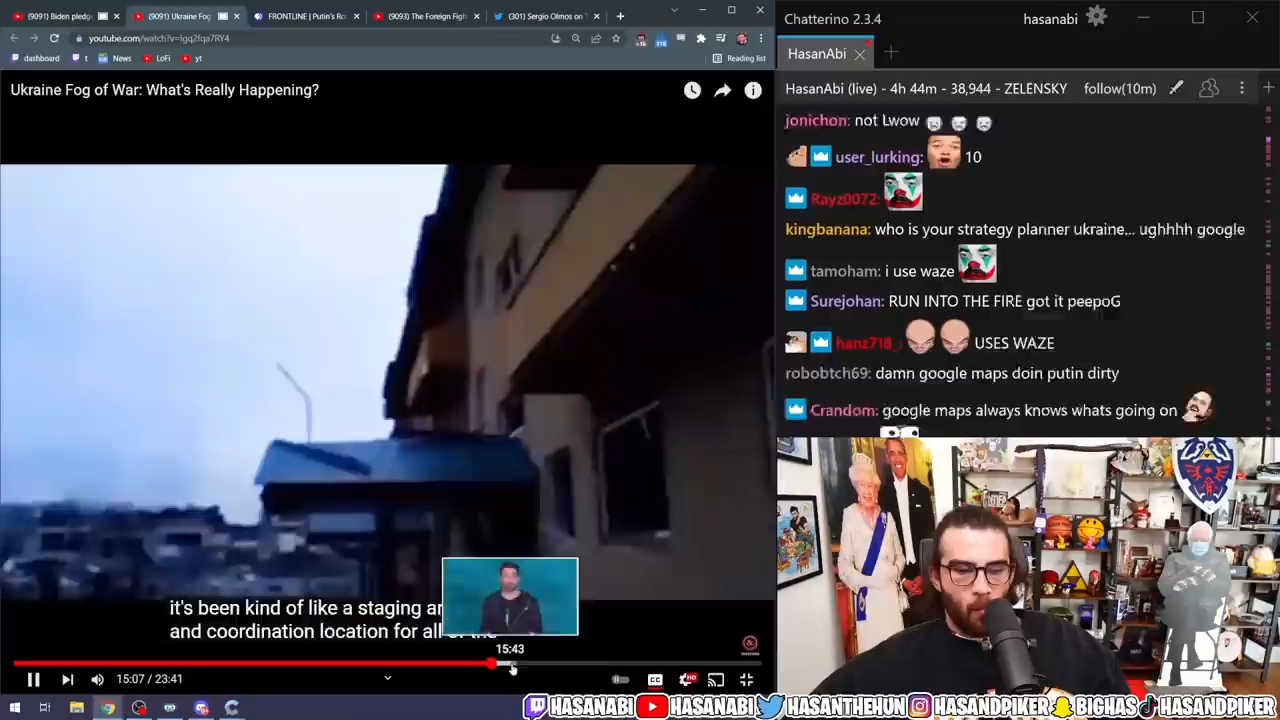 (9091) Biden pledg
(9091) Ukraine Fog
FRONTLINE | Putin's Ro
(9093) The Foreign Figh
(301) Sergio Olmos on T
youtube.com/watch?v=Igq2fqa7RY4
dashboard
t
News
LoFi
yt
Reading list
Ukraine Fog of War: What's Really Happening?
it's been kind of like a staging ar
and coordination location for all of the
15:43
15:07 / 23:41
CC
HD
Chatterino 2.3.4
hasanabi
HasanAbi
HasanAbi (live) - 4h 44m - 38,944 - ZELENSKY
follow(10m)
jonichon: not Lwow
user_lurking: 10
Rayz0072:
kingbanana: who is your strategy planner ukraine... ughhhh google
tamoham: i use waze
Surejohan: RUN INTO THE FIRE got it peepoG
hanz718_: USES WAZE
robobtch69: damn google maps doin putin dirty
Crandom: google maps always knows whats going on
HASANABI
HASANABI
HASANTHEHUN
HASANDPIKER
BIGHAS
HASANDPIKER